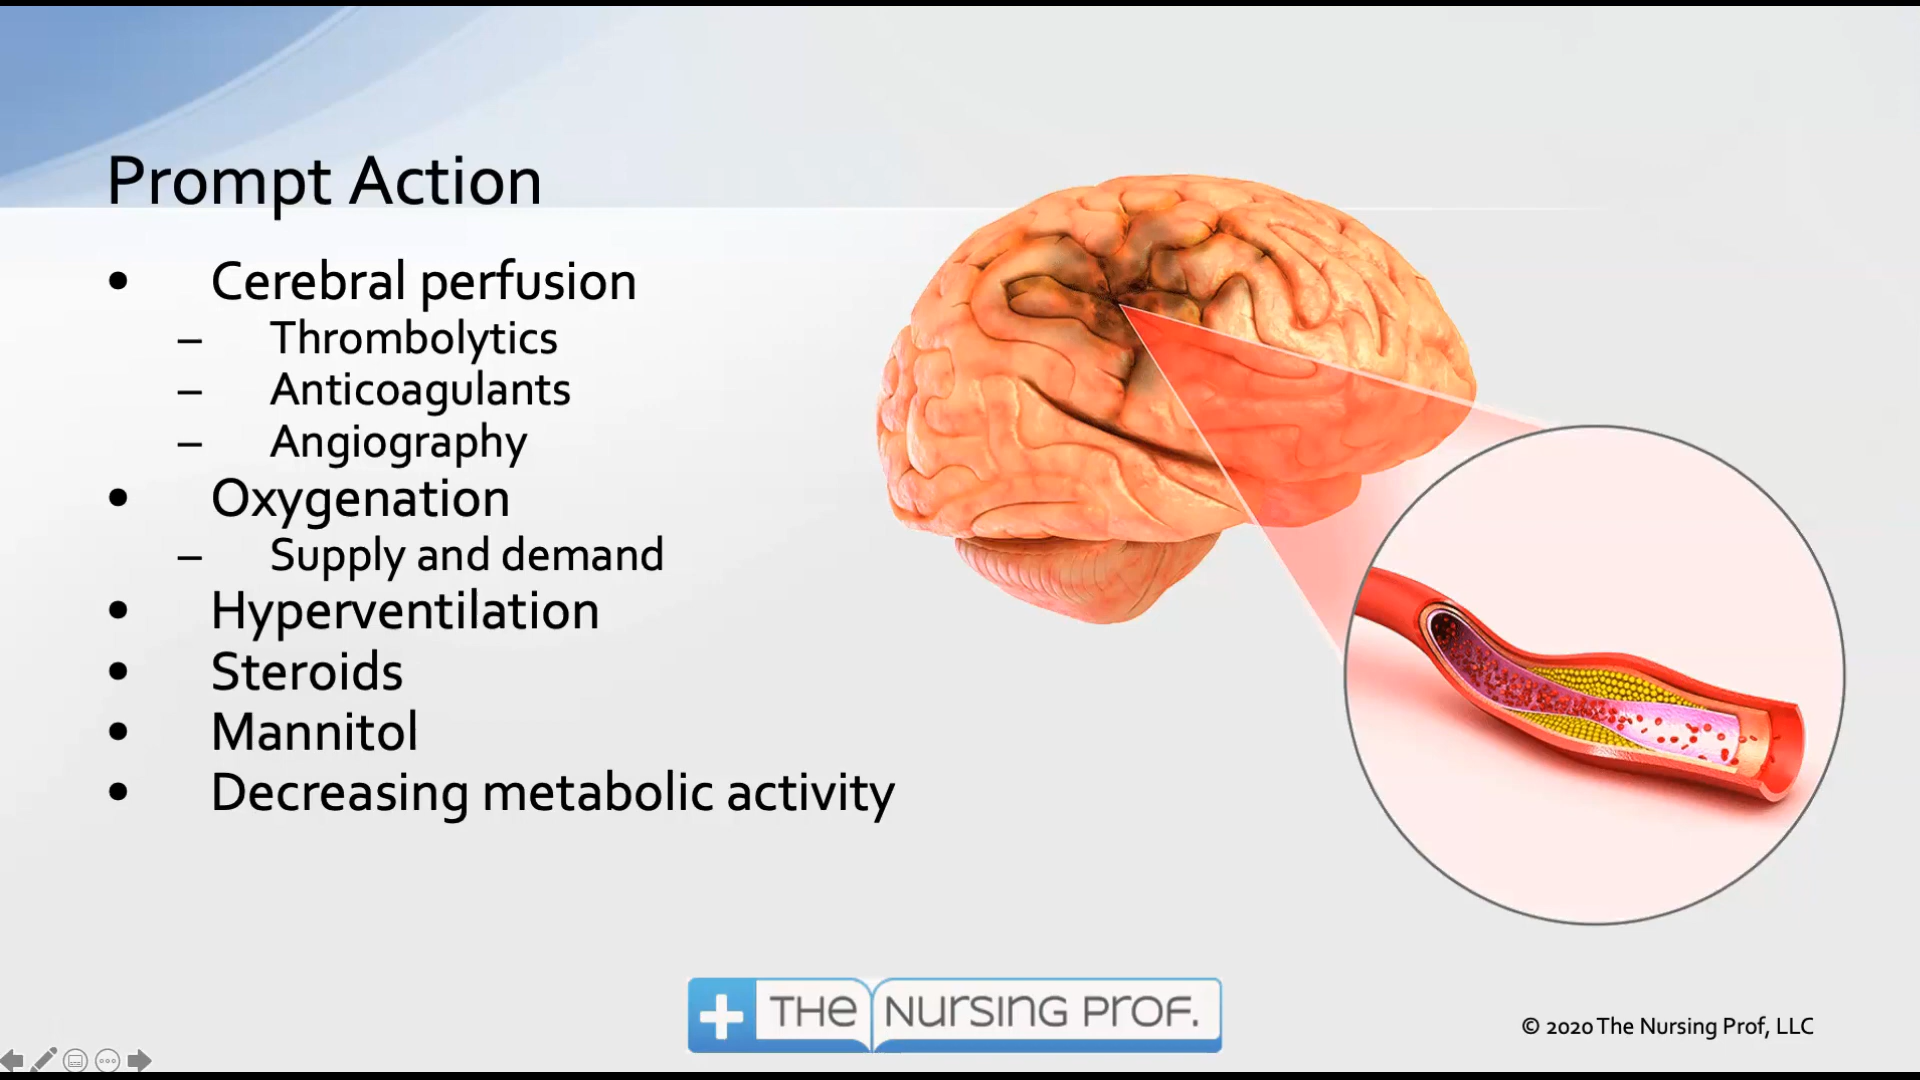 Prompt Action
• Cerebral perfusion
– Thrombolytics
– Anticoagulants
– Angiography
• Oxygenation
– Supply and demand
• Hyperventilation
• Steroids
• Mannitol
• Decreasing metabolic activity
THE NURSING PROF.
© 2020 The Nursing Prof, LLC